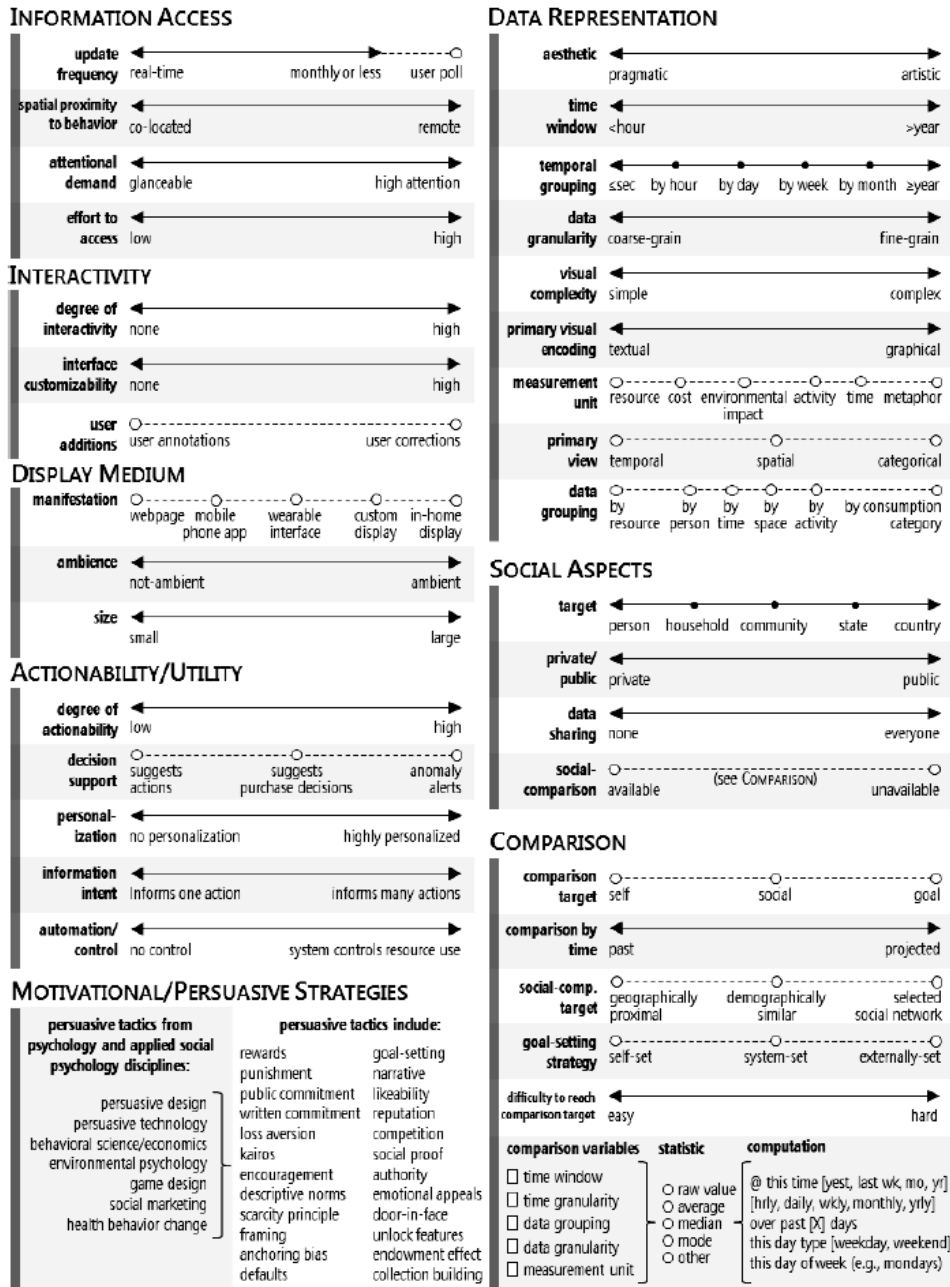 INFORMATION ACCESS
update frequency
real-time monthly or less user poll
spatial proximity to behavior
co-located remote
attentional demand
glanceable high attention
effort to access
low high
INTERACTIVITY
degree of interactivity
none high
interface customizability
none high
user additions
user annotations user corrections
DISPLAY MEDIUM
manifestation
webpage mobile phone app wearable interface custom display in-home display
ambience
not-ambient ambient
size
small large
ACTIONABILITY/UTILITY
degree of actionability
low high
decision support
suggests actions suggests purchase decisions anomaly alerts
personal-
ization
no personalization highly personalized
information intent
Informs one action informs many actions
automation/
control
no control system controls resource use
MOTIVATIONAL/PERSUASIVE STRATEGIES
persuasive tactics from
psychology and applied social
psychology disciplines:
persuasive design
persuasive technology
behavioral science/economics
environmental psychology
game design
social marketing
health behavior change
persuasive tactics include:
rewards goal-setting
punishment narrative
public commitment likeability
written commitment reputation
loss aversion competition
kairos social proof
encouragement authority
descriptive norms emotional appeals
scarcity principle door-in-face
framing unlock features
anchoring bias endowment effect
defaults collection building
DATA REPRESENTATION
aesthetic
pragmatic artistic
time window
<hour >year
temporal grouping
≤sec by hour by day by week by month ≥year
data granularity
coarse-grain fine-grain
visual complexity
simple complex
primary visual encoding
textual graphical
measurement unit
resource cost environmental impact activity time metaphor
primary view
temporal spatial categorical
data grouping
by resource by person by time by space by activity by consumption category
SOCIAL ASPECTS
target
person household community state country
private/
public
private public
data sharing
none everyone
social-
comparison
available (see COMPARISON) unavailable
COMPARISON
comparison target
self social goal
comparison by time
past projected
social-comp. target
geographically proximal demographically similar selected social network
goal-setting strategy
self-set system-set externally-set
difficulty to reach comparison target
easy hard
comparison variables
time window
time granularity
data grouping
data granularity
measurement unit
statistic
raw value
average
median
mode
other
computation
@ this time [yest, last wk, mo, yr]
[hrly, daily, wkly, monthly, yrly]
over past [X] days
this day type [weekday, weekend]
this day of week (e.g., mondays)